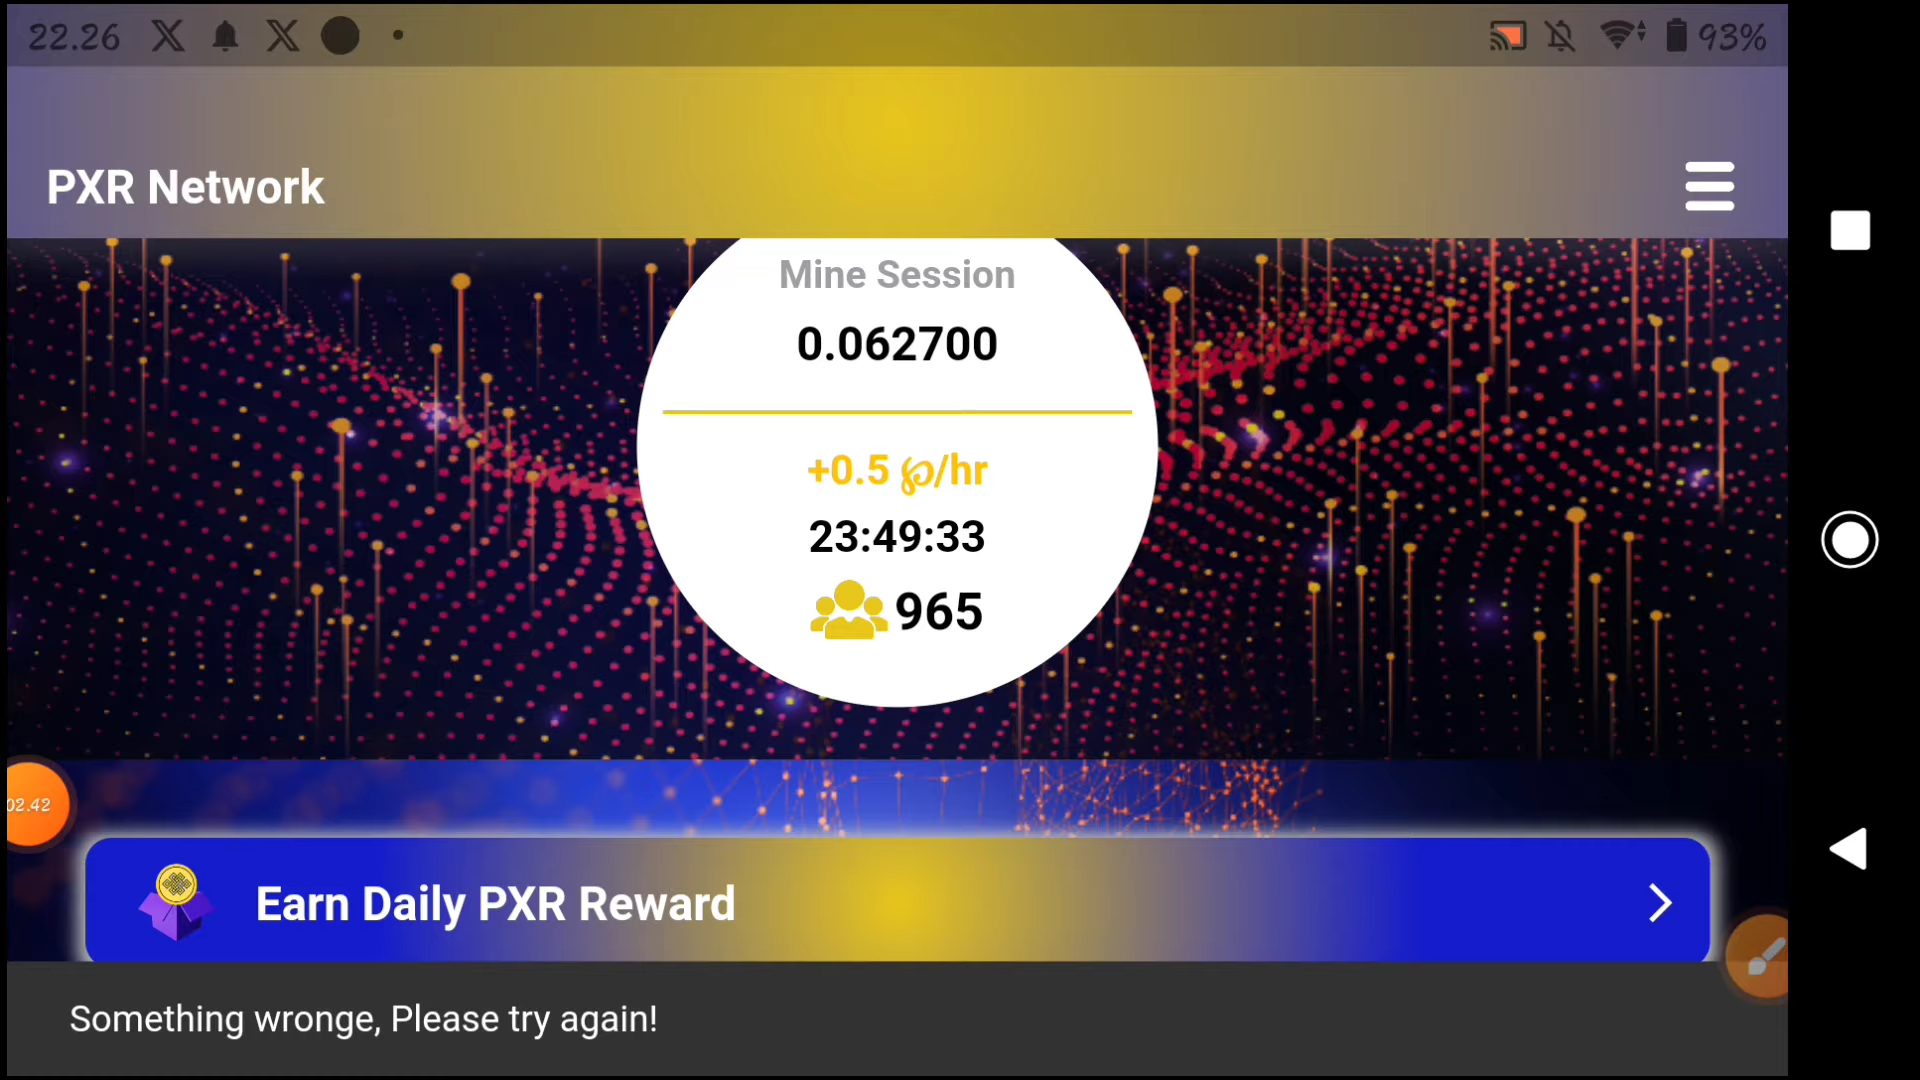 22.26
93%
PXR Network
Mine Session
0.062700
+0.5 ℘/hr
23:49:33
965
02.42
Earn Daily PXR Reward
Something wronge, Please try again!